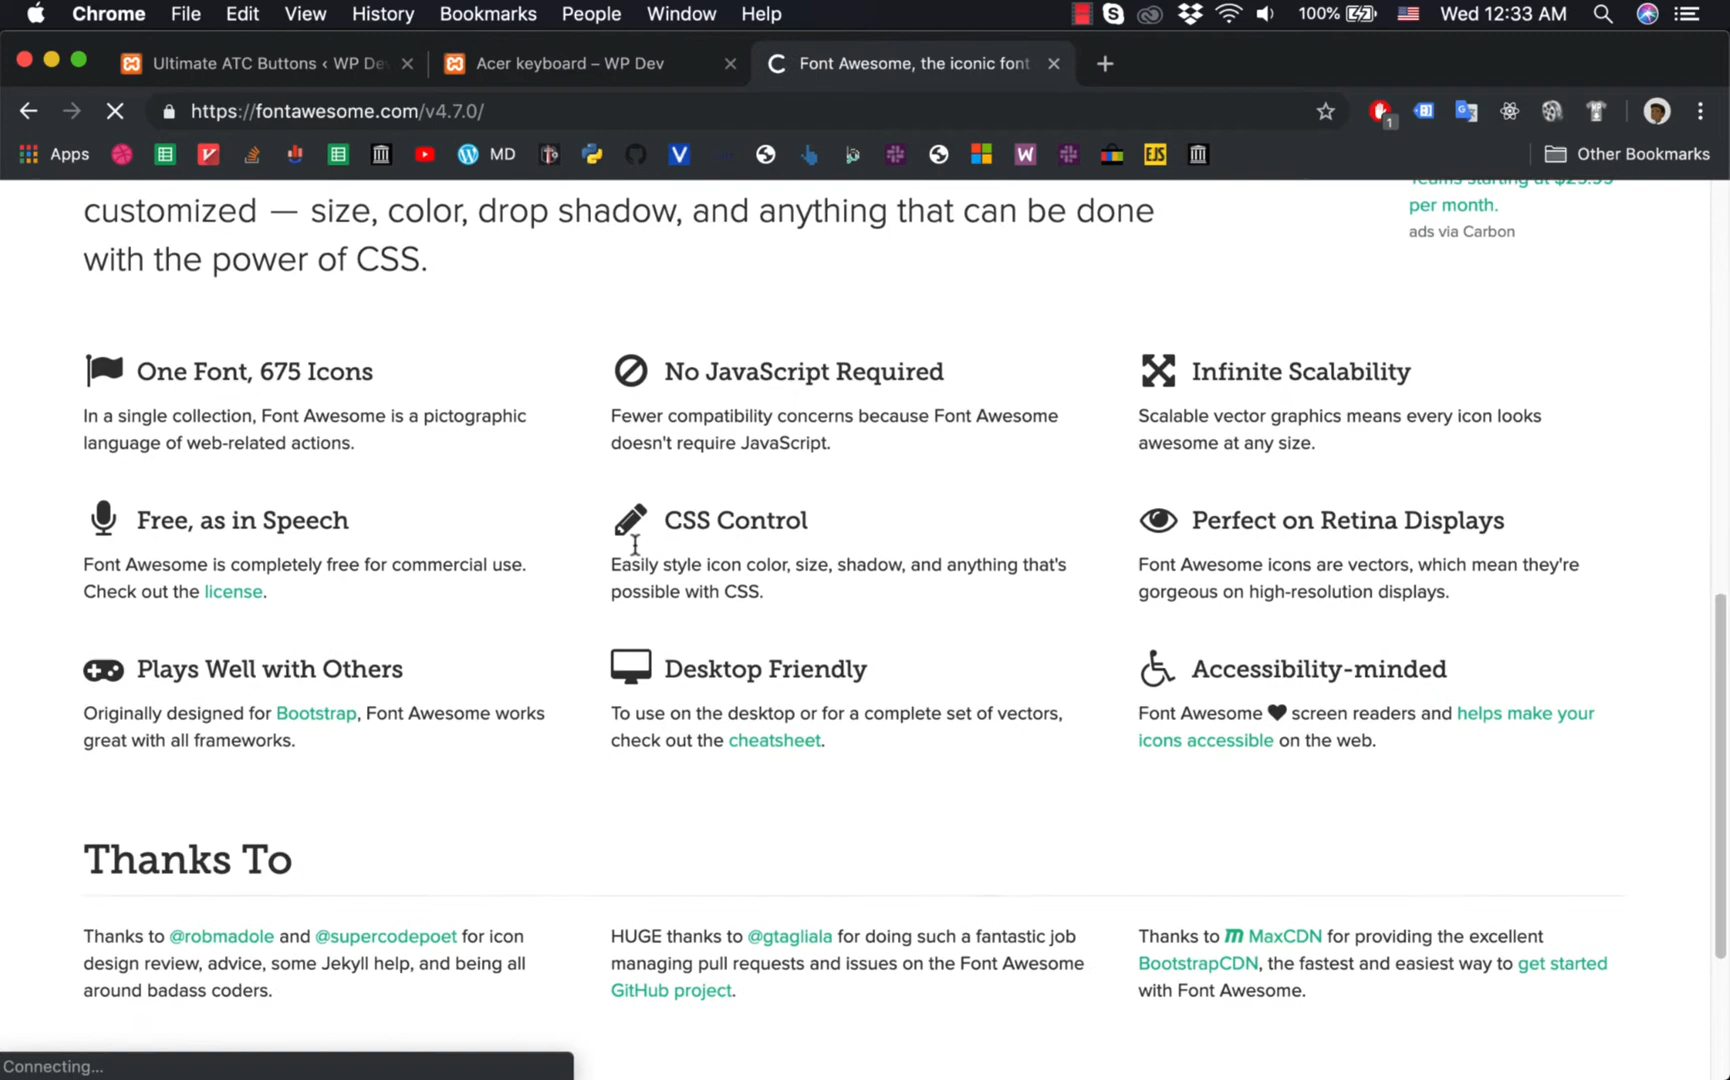 Chrome File Edit View History Bookmarks People Window Help 100% Wed 12:33 AM
Ultimate ATC Buttons ‹ WP De Acer keyboard – WP Dev Font Awesome, the iconic font
https://fontawesome.com/v4.7.0/ 1
Apps MD W EJS Other Bookmarks
Teams starting at $25.99
customized — size, color, drop shadow, and anything that can be done
per month.
ads via Carbon
with the power of CSS.
One Font, 675 Icons
In a single collection, Font Awesome is a pictographic
language of web-related actions.
No JavaScript Required
Fewer compatibility concerns because Font Awesome
doesn't require JavaScript.
Infinite Scalability
Scalable vector graphics means every icon looks
awesome at any size.
Free, as in Speech
Font Awesome is completely free for commercial use.
Check out the license.
CSS Control
Easily style icon color, size, shadow, and anything that's
possible with CSS.
Perfect on Retina Displays
Font Awesome icons are vectors, which mean they're
gorgeous on high-resolution displays.
Plays Well with Others
Originally designed for Bootstrap, Font Awesome works
great with all frameworks.
Desktop Friendly
To use on the desktop or for a complete set of vectors,
check out the cheatsheet.
Accessibility-minded
Font Awesome screen readers and helps make your
icons accessible on the web.
Thanks To
Thanks to @robmadole and @supercodepoet for icon
design review, advice, some Jekyll help, and being all
around badass coders.
HUGE thanks to @gtagliala for doing such a fantastic job
managing pull requests and issues on the Font Awesome
GitHub project.
Thanks to MaxCDN for providing the excellent
BootstrapCDN, the fastest and easiest way to get started
with Font Awesome.
Connecting...